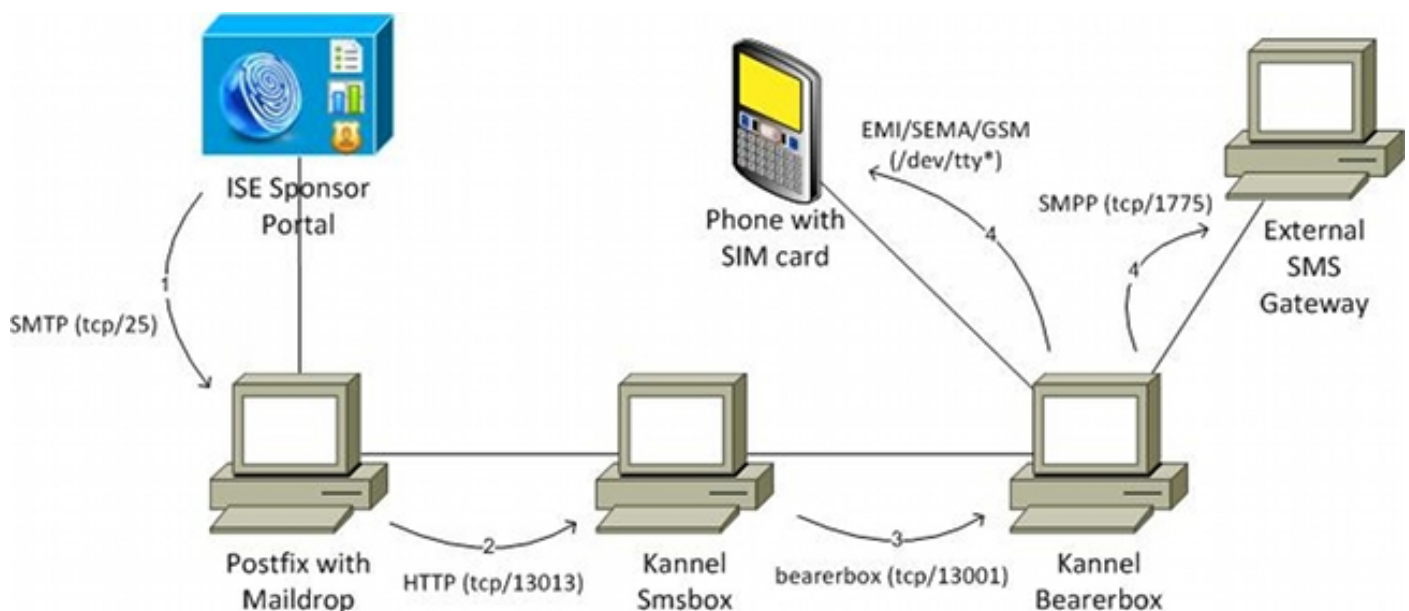 ISE Sponsor
Portal
1
SMTP (tcp/25)
Phone with
SIM card
EMI/SEMA/GSM
(/dev/tty*)
4
SMPP (tcp/1775)
4
External
SMS
Gateway
Postfix with
Maildrop
2
HTTP (tcp/13013)
Kannel
Smsbox
3
bearerbox (tcp/13001)
Kannel
Bearerbox